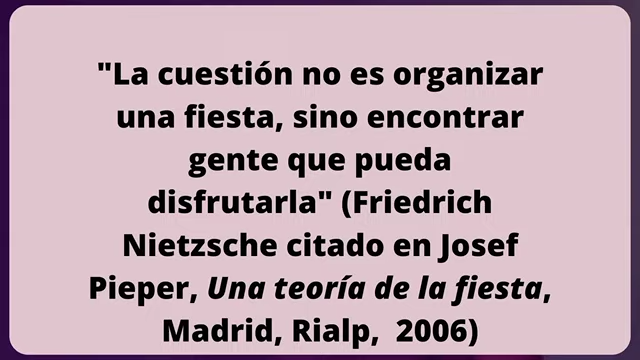 "La cuestión no es organizar
una fiesta, sino encontrar
gente que pueda
disfrutarla" (Friedrich
Nietzsche citado en Josef
Pieper, Una teoría de la fiesta,
Madrid, Rialp,  2006)